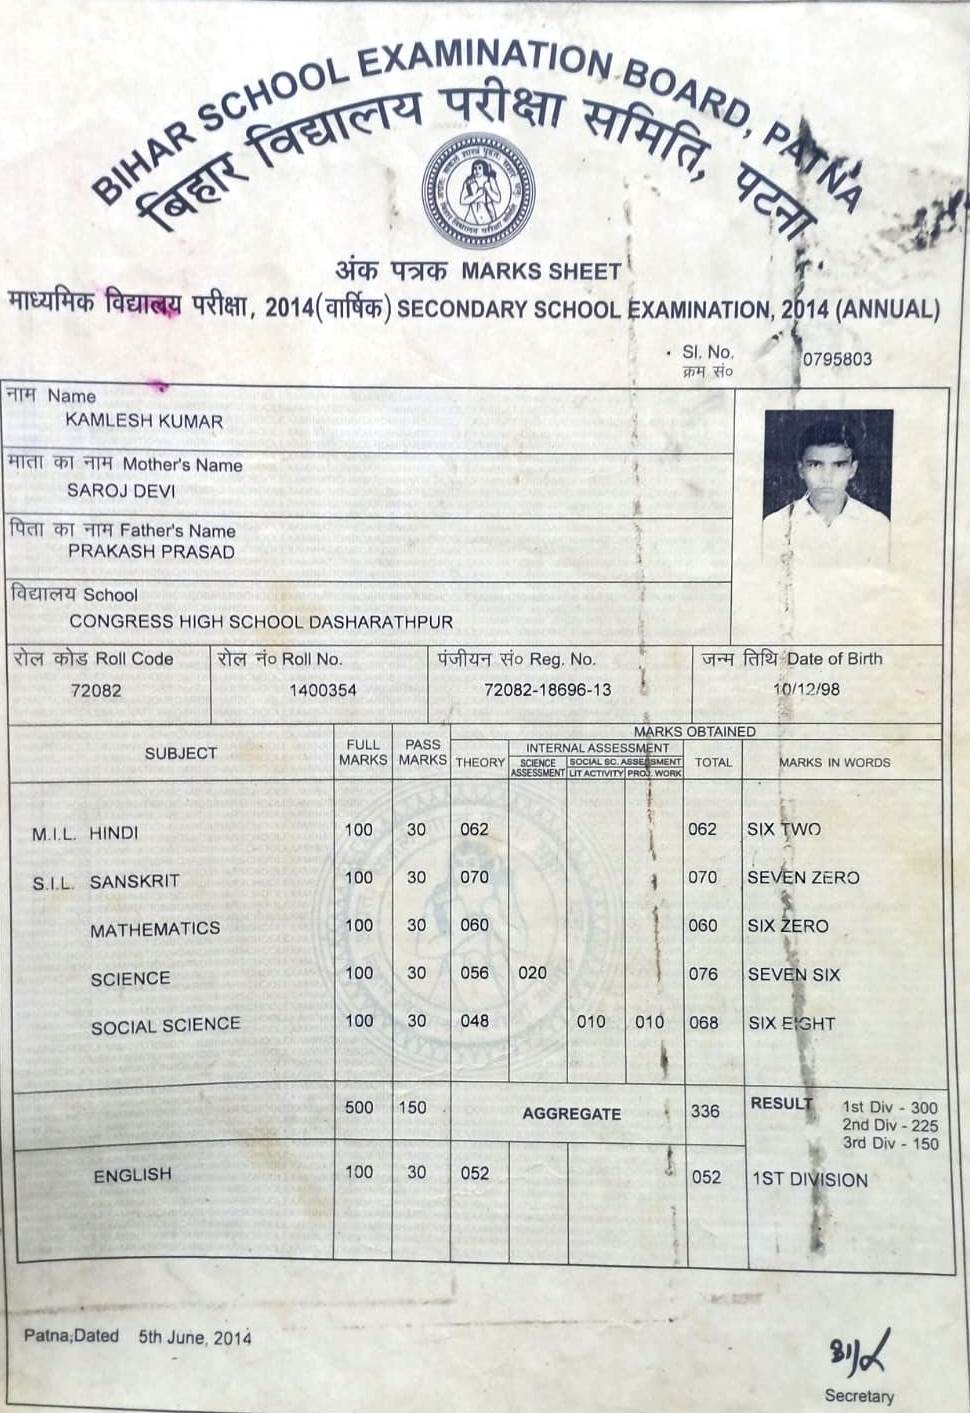 BIHAR SCHOOL EXAMINATION BOARD, PATNA
बिहार विद्यालय परीक्षा समिति, पटना
अंक पत्रक MARKS SHEET
माध्यमिक विद्यालय परीक्षा, 2014(वार्षिक) SECONDARY SCHOOL EXAMINATION, 2014 (ANNUAL)
Sl. No. 0795803
क्रम सं०
नाम Name
KAMLESH KUMAR
माता का नाम Mother's Name
SAROJ DEVI
पिता का नाम Father's Name
PRAKASH PRASAD
विद्यालय School
CONGRESS HIGH SCHOOL DASHARATHPUR
रोल कोड Roll Code रोल नं० Roll No. पंजीयन सं० Reg. No. जन्म तिथि Date of Birth
72082 1400354 72082-18696-13 10/12/98
MARKS OBTAINED
SUBJECT FULL MARKS PASS MARKS THEORY INTERNAL ASSESSMENT TOTAL MARKS IN WORDS
SCIENCE ASSESSMENT SOCIAL SC. ASSESSMENT
LIT ACTIVITY PROJ. WORK
M.I.L. HINDI 100 30 062 062 SIX TWO
S.I.L. SANSKRIT 100 30 070 070 SEVEN ZERO
MATHEMATICS 100 30 060 060 SIX ZERO
SCIENCE 100 30 056 020 076 SEVEN SIX
SOCIAL SCIENCE 100 30 048 010 010 068 SIX EIGHT
500 150 AGGREGATE 336 RESULT 1st Div - 300
2nd Div - 225
3rd Div - 150
ENGLISH 100 30 052 052 1ST DIVISION
Patna,Dated 5th June, 2014
Secretary